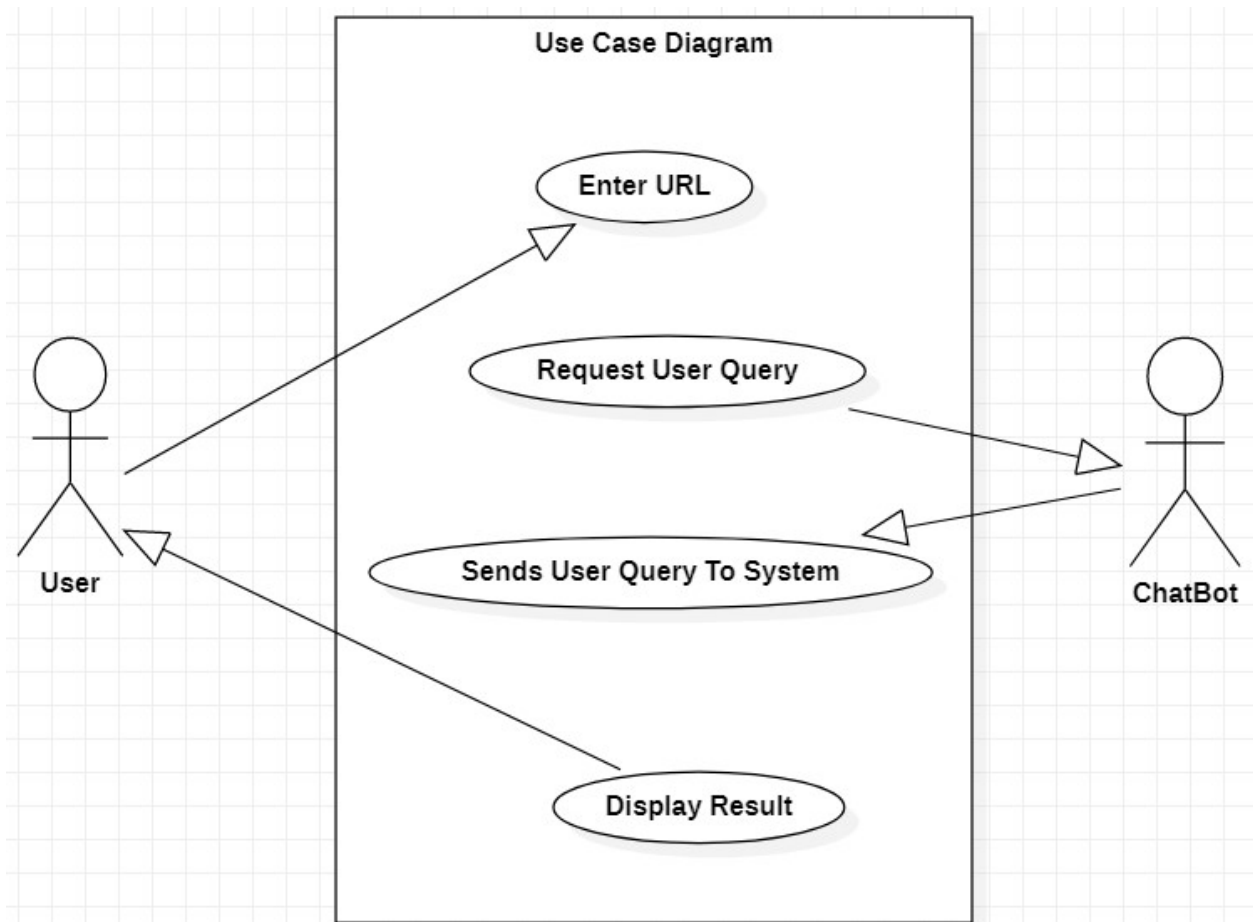 Use Case Diagram
Enter URL
Request User Query
Sends User Query To System
User
ChatBot
Display Result